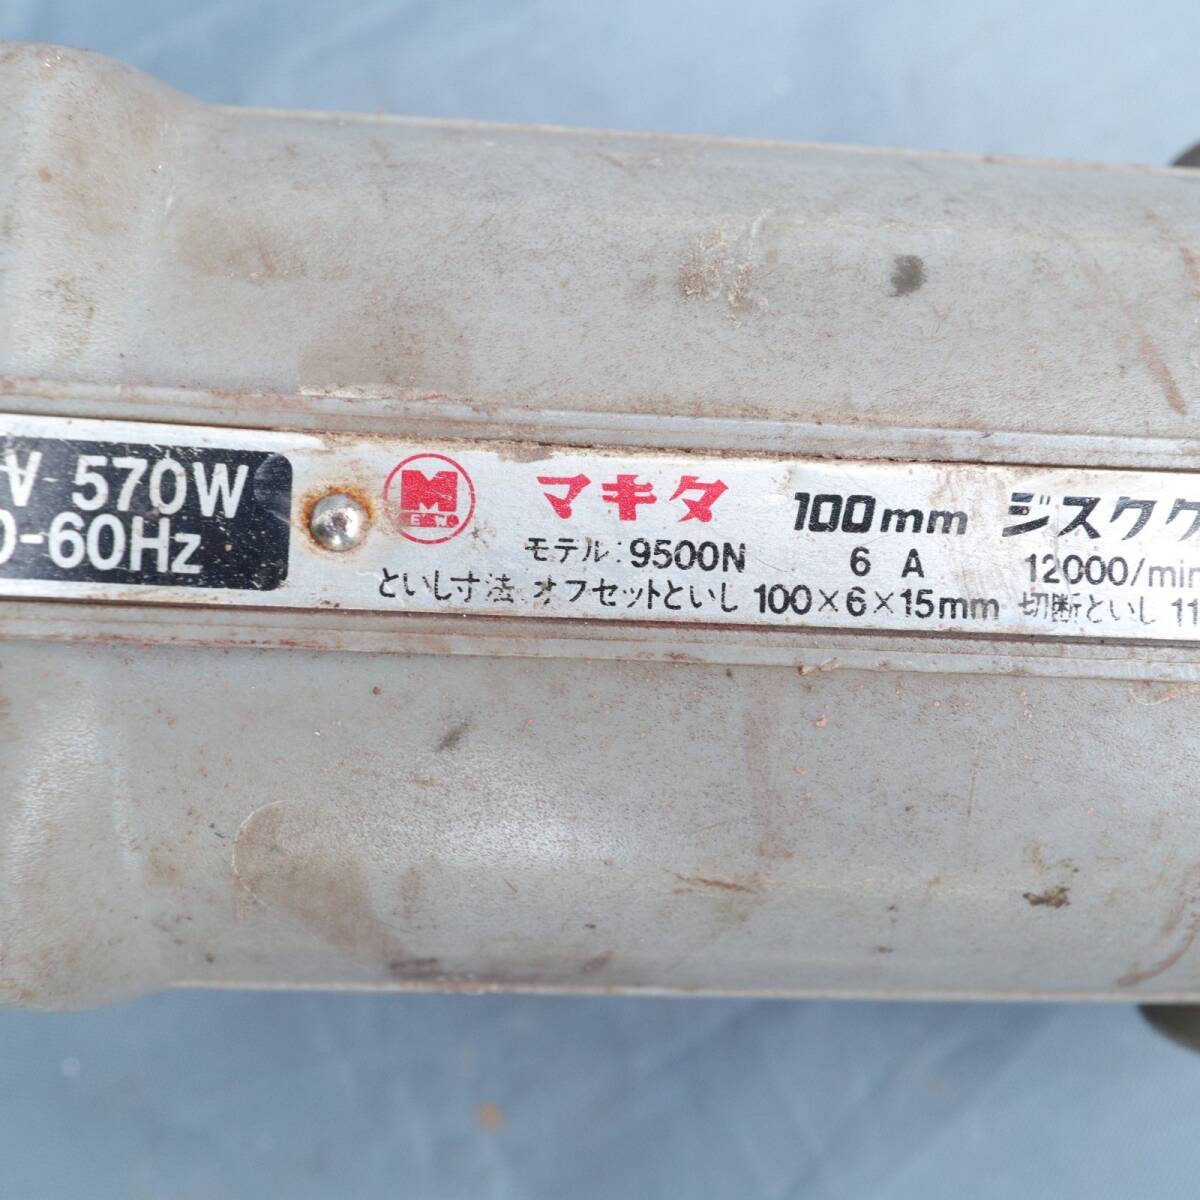 V 570W
0-60Hz
M
マキタ 100mm ジスクグ
モデル: 9500N 6 A 12000/min
といし寸法 オフセットといし 100×6×15mm 切断といし 11